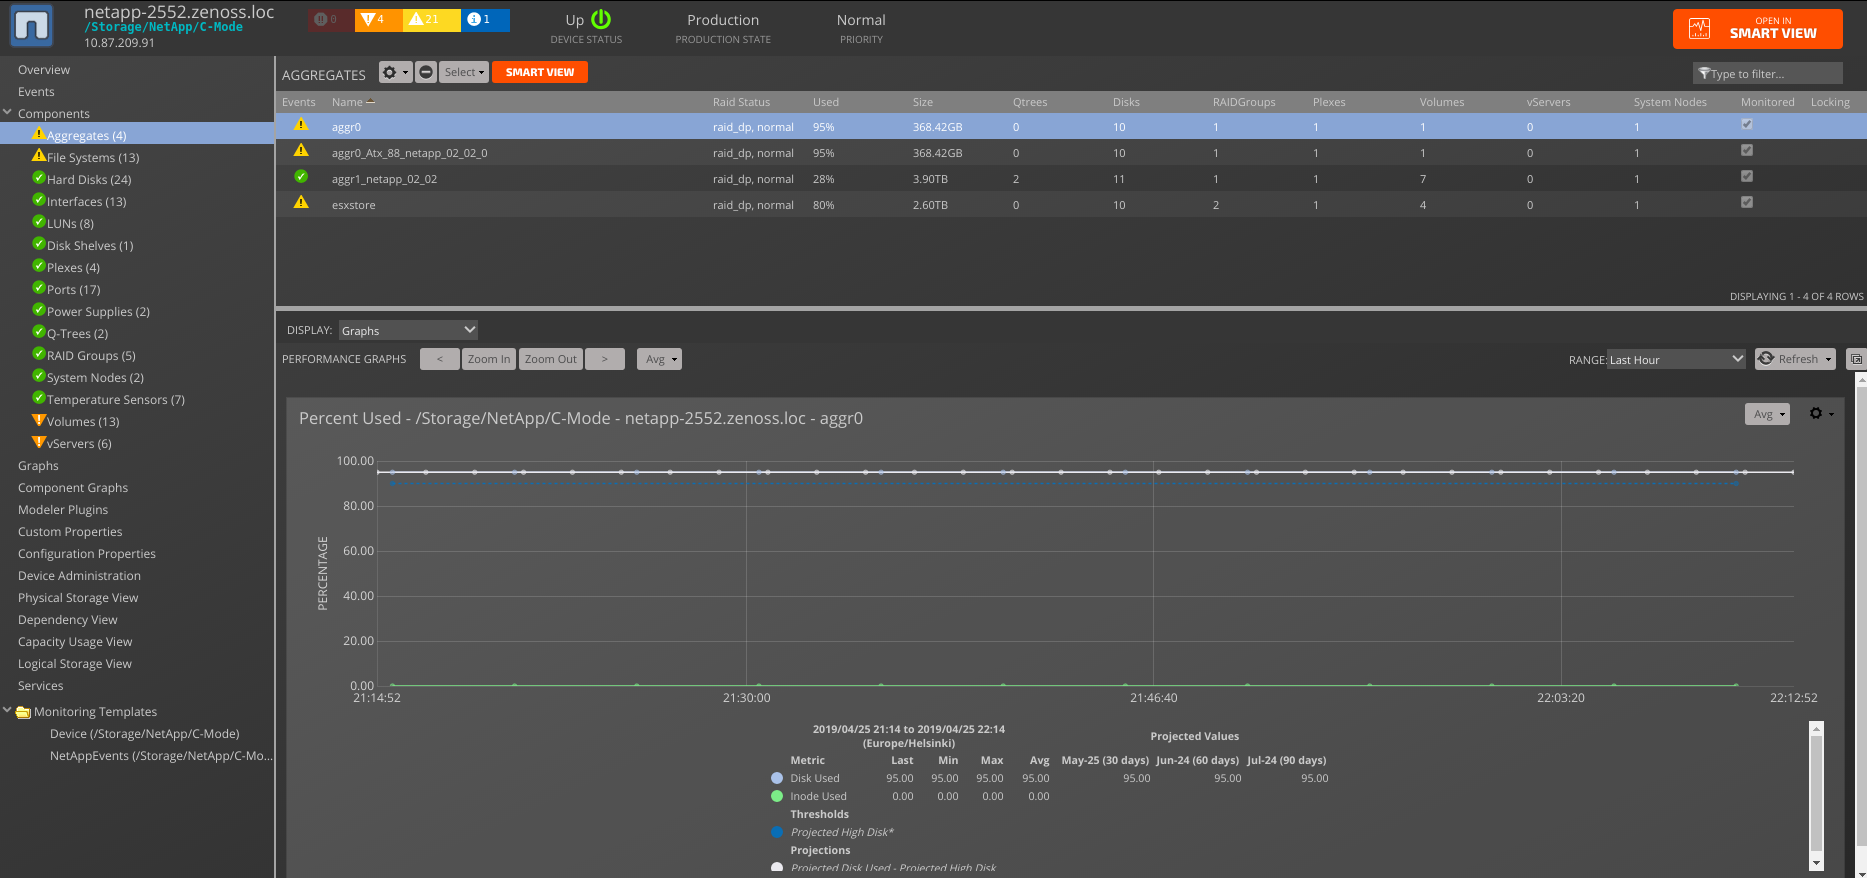 netapp-2552.zenoss.loc
/Storage/NetApp/C-Mode
10.87.209.91
0 4 21 1
Up
DEVICE STATUS
Production
PRODUCTION STATE
Normal
PRIORITY
OPEN IN
SMART VIEW
Overview
Events
Components
Aggregates (4)
File Systems (13)
Hard Disks (24)
Interfaces (13)
LUNs (8)
Disk Shelves (1)
Plexes (4)
Ports (17)
Power Supplies (2)
Q-Trees (2)
RAID Groups (5)
System Nodes (2)
Temperature Sensors (7)
Volumes (13)
vServers (6)
Graphs
Component Graphs
Modeler Plugins
Custom Properties
Configuration Properties
Device Administration
Physical Storage View
Dependency View
Capacity Usage View
Logical Storage View
Services
Monitoring Templates
Device (/Storage/NetApp/C-Mode)
NetAppEvents (/Storage/NetApp/C-Mo...
AGGREGATES Select SMART VIEW Type to filter...
Events Name Raid Status Used Size Qtrees Disks RAIDGroups Plexes Volumes vServers System Nodes Monitored Locking
aggr0 raid_dp, normal 95% 368.42GB 0 10 1 1 1 0 1
aggr0_Atx_88_netapp_02_02_0 raid_dp, normal 95% 368.42GB 0 10 1 1 1 0 1
aggr1_netapp_02_02 raid_dp, normal 28% 3.90TB 2 11 1 1 7 0 1
esxstore raid_dp, normal 80% 2.60TB 0 10 2 1 4 0 1
DISPLAYING 1 - 4 OF 4 ROWS
DISPLAY: Graphs
PERFORMANCE GRAPHS < Zoom In Zoom Out > Avg RANGE: Last Hour Refresh
Percent Used - /Storage/NetApp/C-Mode - netapp-2552.zenoss.loc - aggr0
Avg
PERCENTAGE
100.00
80.00
60.00
40.00
20.00
0.00
21:14:52 21:30:00 21:46:40 22:03:20 22:12:52
2019/04/25 21:14 to 2019/04/25 22:14
(Europe/Helsinki)
Projected Values
Metric Last Min Max Avg May-25 (30 days) Jun-24 (60 days) Jul-24 (90 days)
Disk Used 95.00 95.00 95.00 95.00 95.00 95.00 95.00
Inode Used 0.00 0.00 0.00 0.00
Thresholds
Projected High Disk*
Projections
Projected Disk Used - Projected High Disk